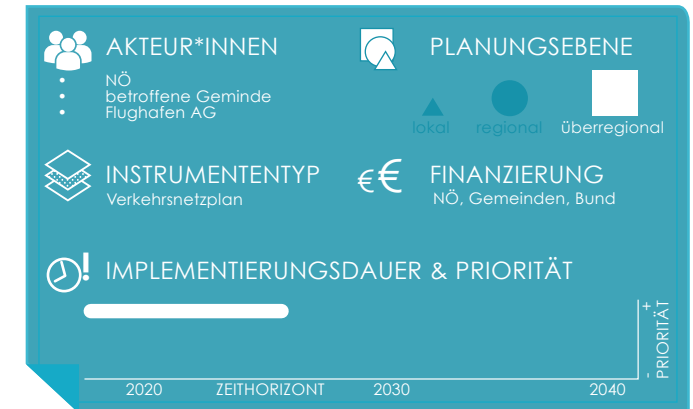 AKTEUR*INNEN
• NÖ
• betroffene Geminde
• Flughafen AG
PLANUNGSEBENE
lokal regional überregional
INSTRUMENTENTYP
Verkehrsnetzplan
€€ FINANZIERUNG
NÖ, Gemeinden, Bund
! IMPLEMENTIERUNGSDAUER & PRIORITÄT
- PRIORITÄT +
2020 ZEITHORIZONT 2030 2040